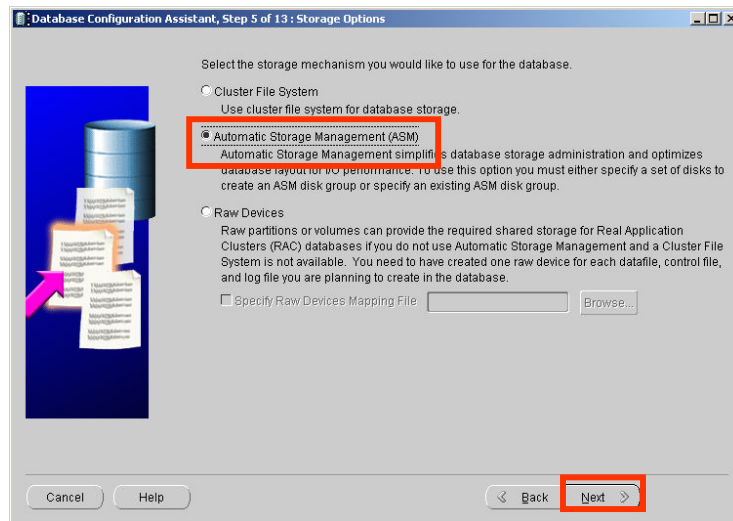 Database Configuration Assistant, Step 5 of 13 : Storage Options
Select the storage mechanism you would like to use for the database.
Cluster File System
Use cluster file system for database storage.
Automatic Storage Management (ASM)
Automatic Storage Management simplifies database storage administration and optimizes
database layout for I/O performance. To use this option you must either specify a set of disks to
create an ASM disk group or specify an existing ASM disk group.
Raw Devices
Raw partitions or volumes can provide the required shared storage for Real Application
Clusters (RAC) databases if you do not use Automatic Storage Management and a Cluster File
System is not available. You need to have created one raw device for each datafile, control file,
and log file you are planning to create in the database.
Specify Raw Devices Mapping File
Browse...
Cancel
Help
Back
Next